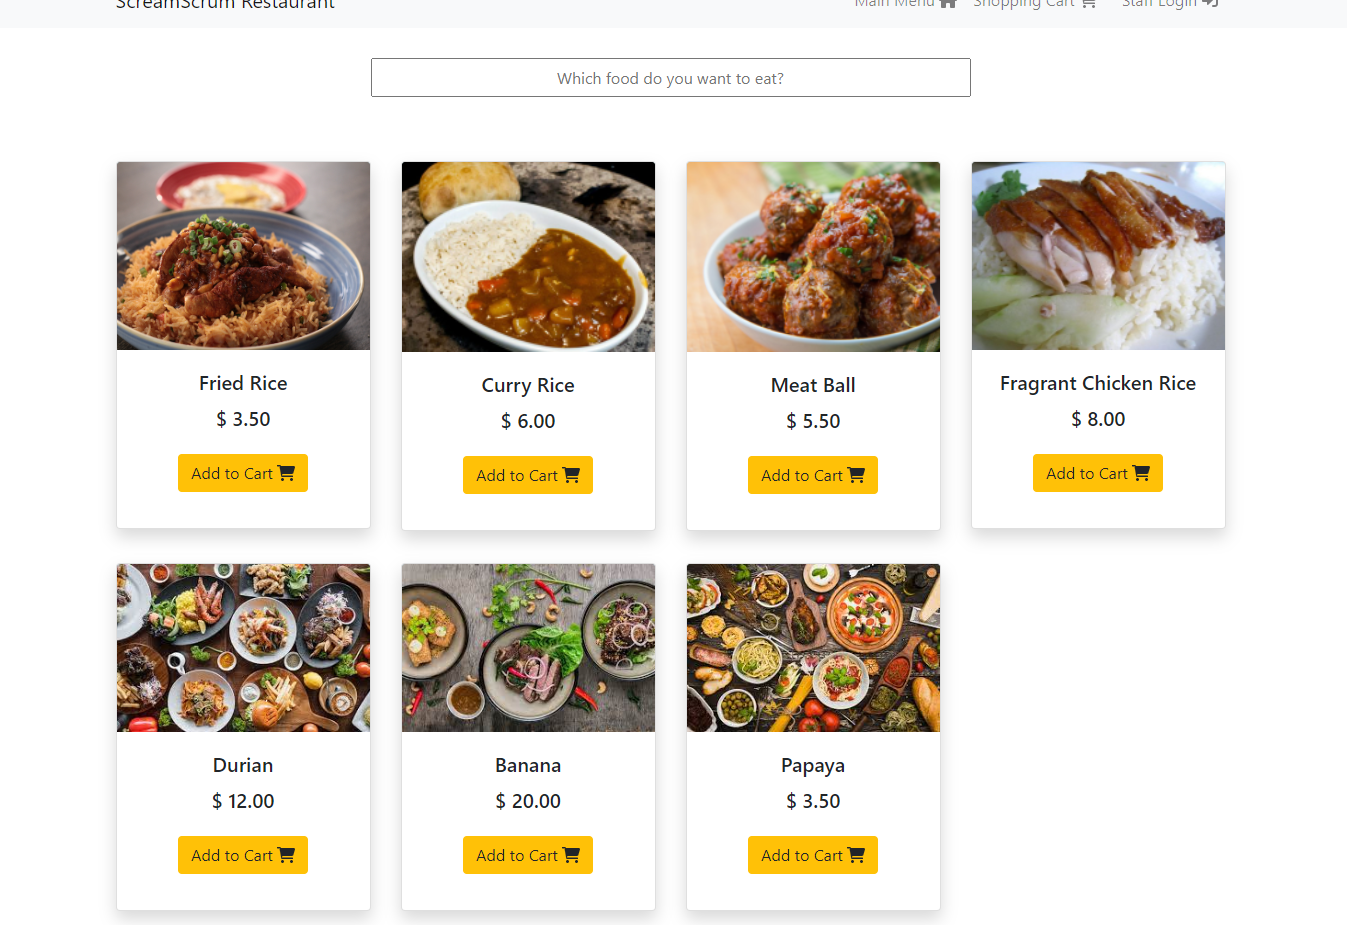 ScreamScrum Restaurant
Main Menu
Shopping Cart
Staff Login
Which food do you want to eat?
Fried Rice
$ 3.50
Add to Cart
Curry Rice
$ 6.00
Add to Cart
Meat Ball
$ 5.50
Add to Cart
Fragrant Chicken Rice
$ 8.00
Add to Cart
Durian
$ 12.00
Add to Cart
Banana
$ 20.00
Add to Cart
Papaya
$ 3.50
Add to Cart